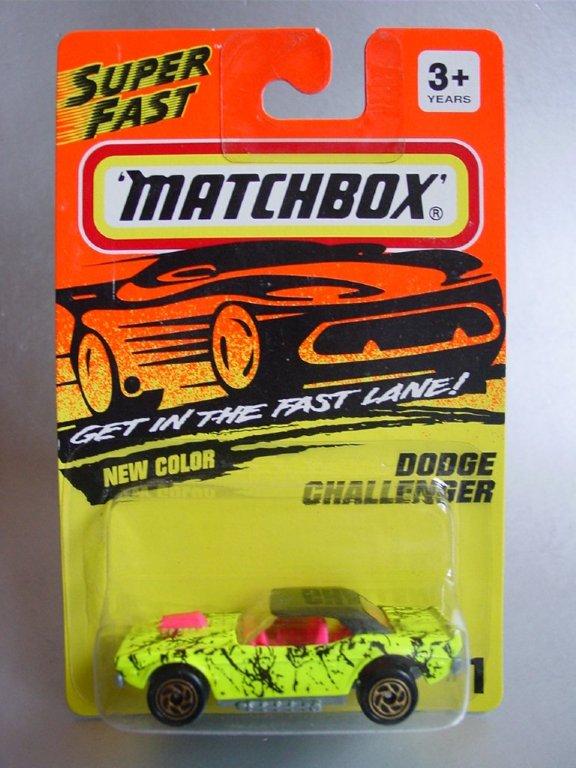 SUPER
FAST
3+
YEARS
'MATCHBOX'®
GET IN THE FAST LANE!
NEW COLOR
DODGE
CHALLENGER
1